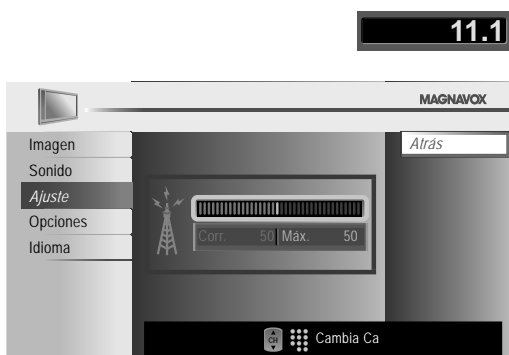 11.1
MAGNAVOX
Imagen
Sonido
Ajuste
Opciones
Idioma
Atrás
Corr. 50 Máx. 50
CH Cambia Ca